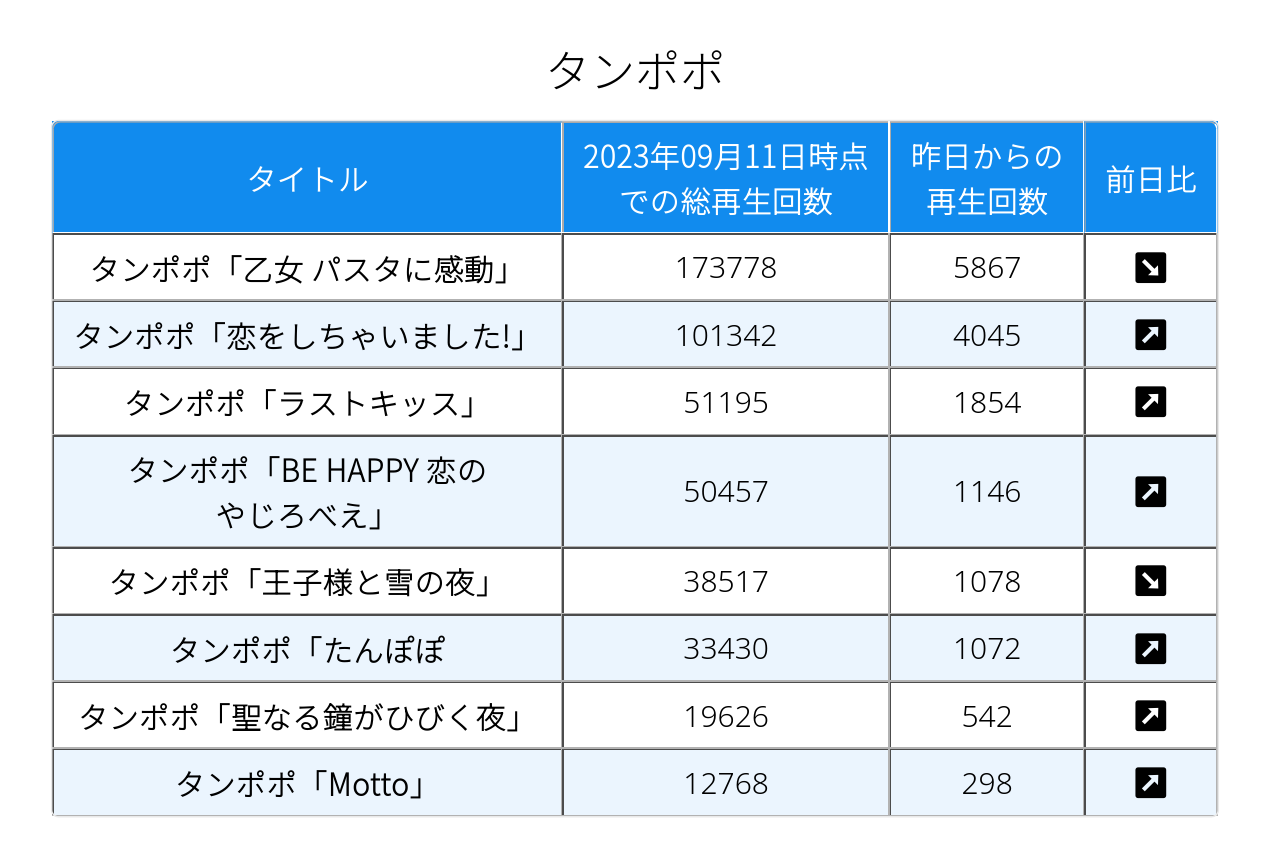 タンポポ
タイトル
2023年09月11日時点
での総再生回数
昨日からの
再生回数
前日比
タンポポ「乙女 パスタに感動」
173778
5867
↘
タンポポ「恋をしちゃいました!」
101342
4045
↗
タンポポ「ラストキッス」
51195
1854
↗
タンポポ「BE HAPPY 恋の
やじろべえ」
50457
1146
↗
タンポポ「王子様と雪の夜」
38517
1078
↘
タンポポ「たんぽぽ
33430
1072
↗
タンポポ「聖なる鐘がひびく夜」
19626
542
↗
タンポポ「Motto」
12768
298
↗